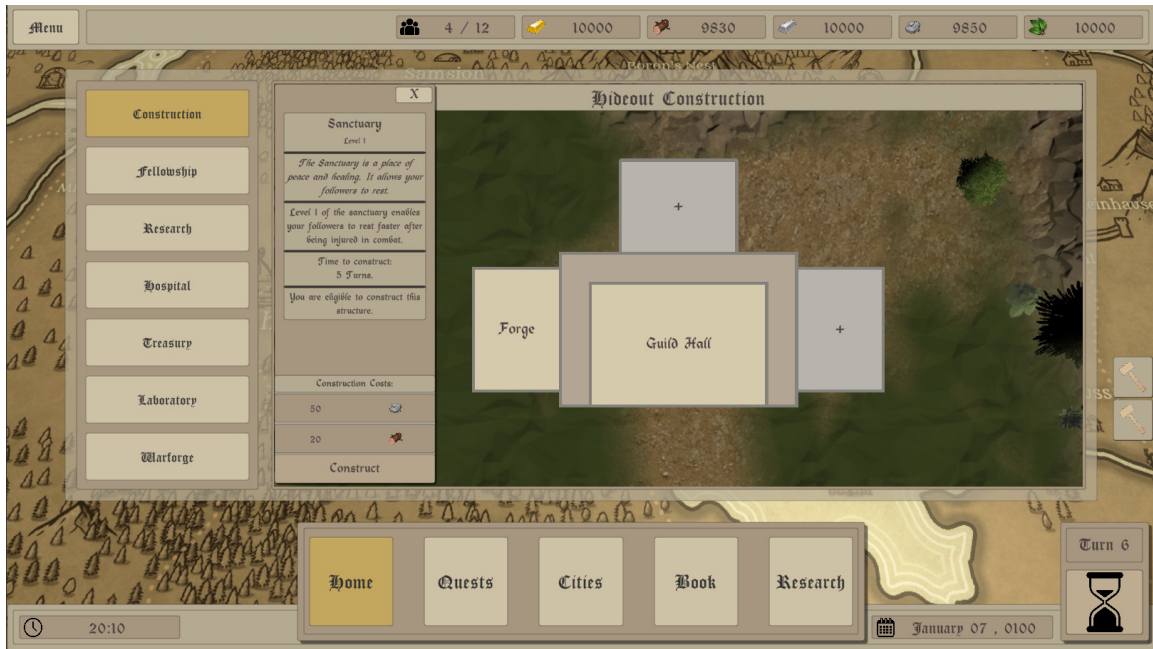 Menu
4 / 12
10000
9830
10000
9850
10000
Samsion
Boron's Nest
Construction
Fellowship
Research
Hospital
Treasury
Laboratory
Warforge
X
Sanctuary
Level 1
The Sanctuary is a place of
peace and healing. It allows your
followers to rest.
Level 1 of the sanctuary enables
your followers to rest faster after
being injured in combat.
Time to construct:
5 Turns.
You are eligible to construct this
structure.
Construction Costs:
50
20
Construct
Hideout Construction
+
Forge
Guild Hall
+
Home
Quests
Cities
Book
Research
Turn 6
20:10
January 07 , 0100